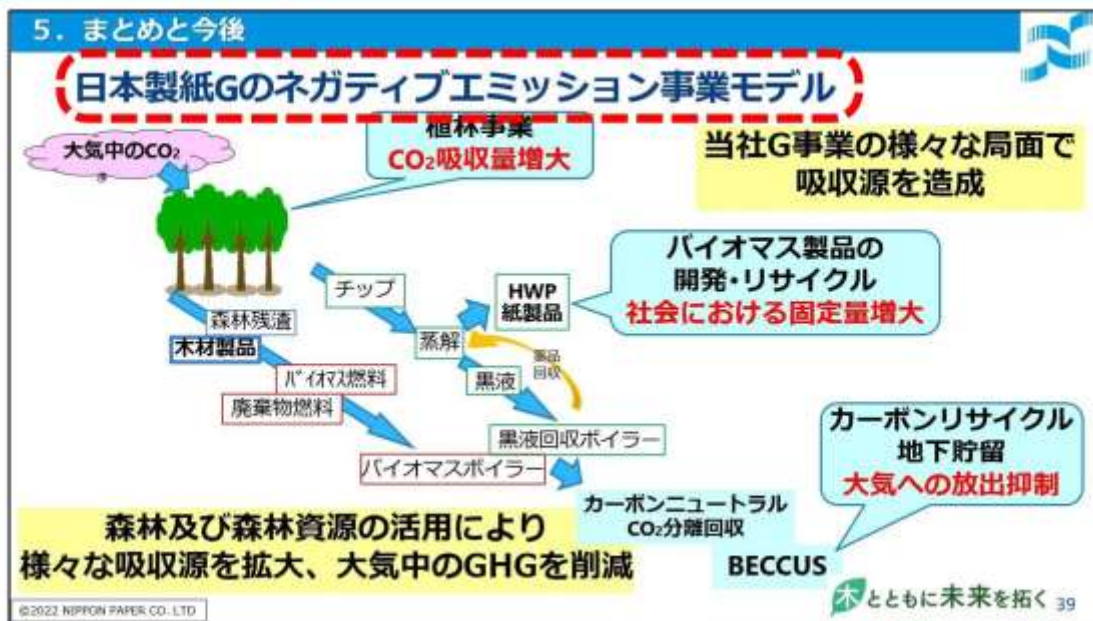 5．まとめと今後
日本製紙Gのネガティブエミッション事業モデル
大気中のCO₂
植林事業
CO₂吸収量増大
当社G事業の様々な局面で
吸収源を造成
バイオマス製品の
開発・リサイクル
社会における固定量増大
チップ
HWP
紙製品
森林残渣
木材製品
蒸解
薬品
回収
バイオマス燃料
黒液
廃棄物燃料
黒液回収ボイラー
バイオマスボイラー
カーボンリサイクル
地下貯留
大気への放出抑制
カーボンニュートラル
CO₂分離回収
BECCUS
森林及び森林資源の活用により
様々な吸収源を拡大、大気中のGHGを削減
©2022 NIPPON PAPER CO. LTD
木とともに未来を拓く 39